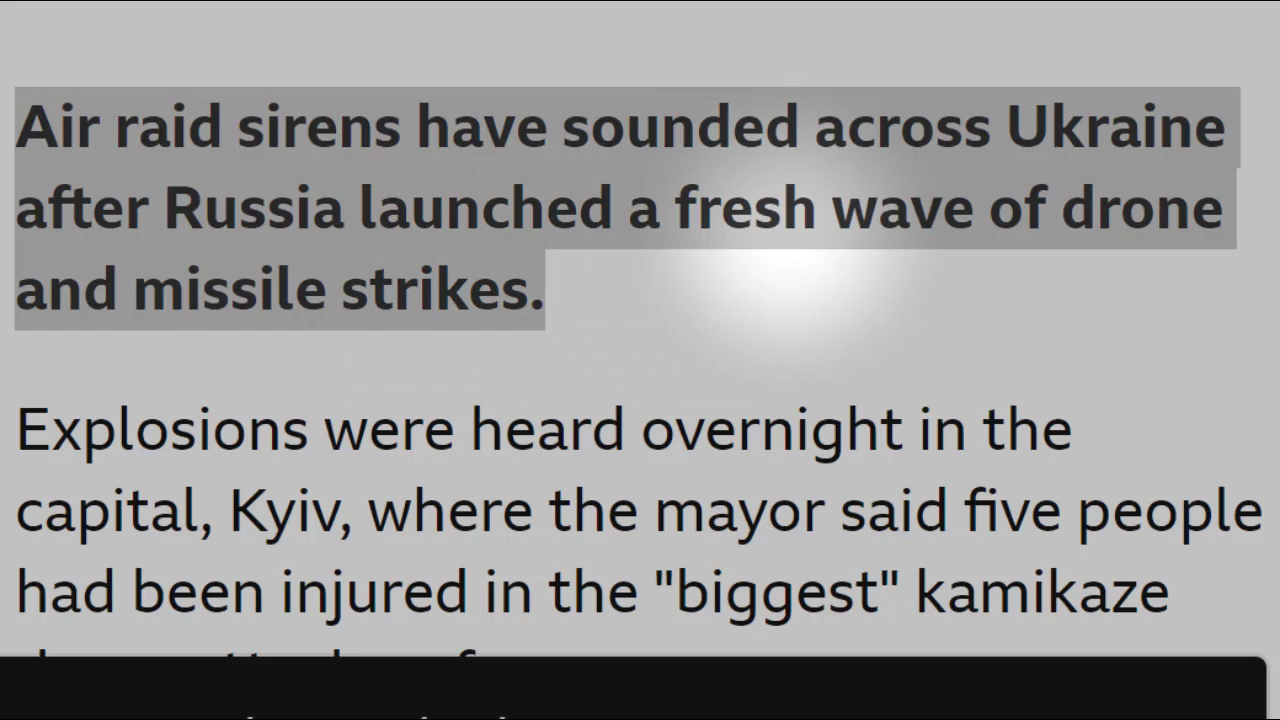 Air raid sirens have sounded across Ukraine
after Russia launched a fresh wave of drone
and missile strikes.
Explosions were heard overnight in the
capital, Kyiv, where the mayor said five people
had been injured in the "biggest" kamikaze